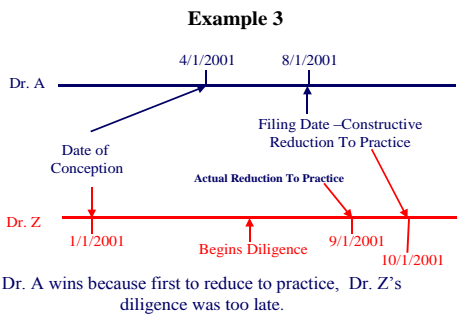 Example 3
4/1/2001
8/1/2001
Dr. A
Filing Date –Constructive
Reduction To Practice
Date of
Conception
Actual Reduction To Practice
Dr. Z
1/1/2001
Begins Diligence
9/1/2001
10/1/2001
Dr. A wins because first to reduce to practice, Dr. Z's
diligence was too late.